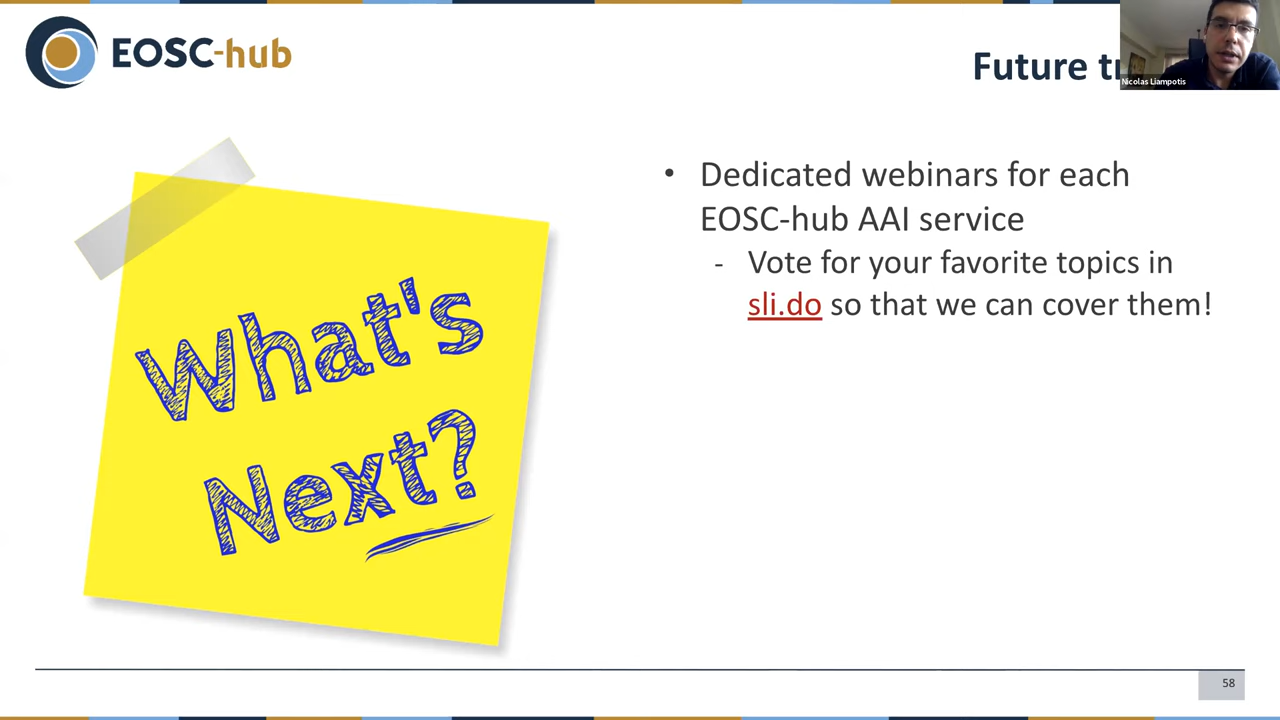 EOSC-hub
Future
Nicolas Liampotis
• Dedicated webinars for each
EOSC-hub AAI service
- Vote for your favorite topics in
sli.do so that we can cover them!
What's
Next?
58